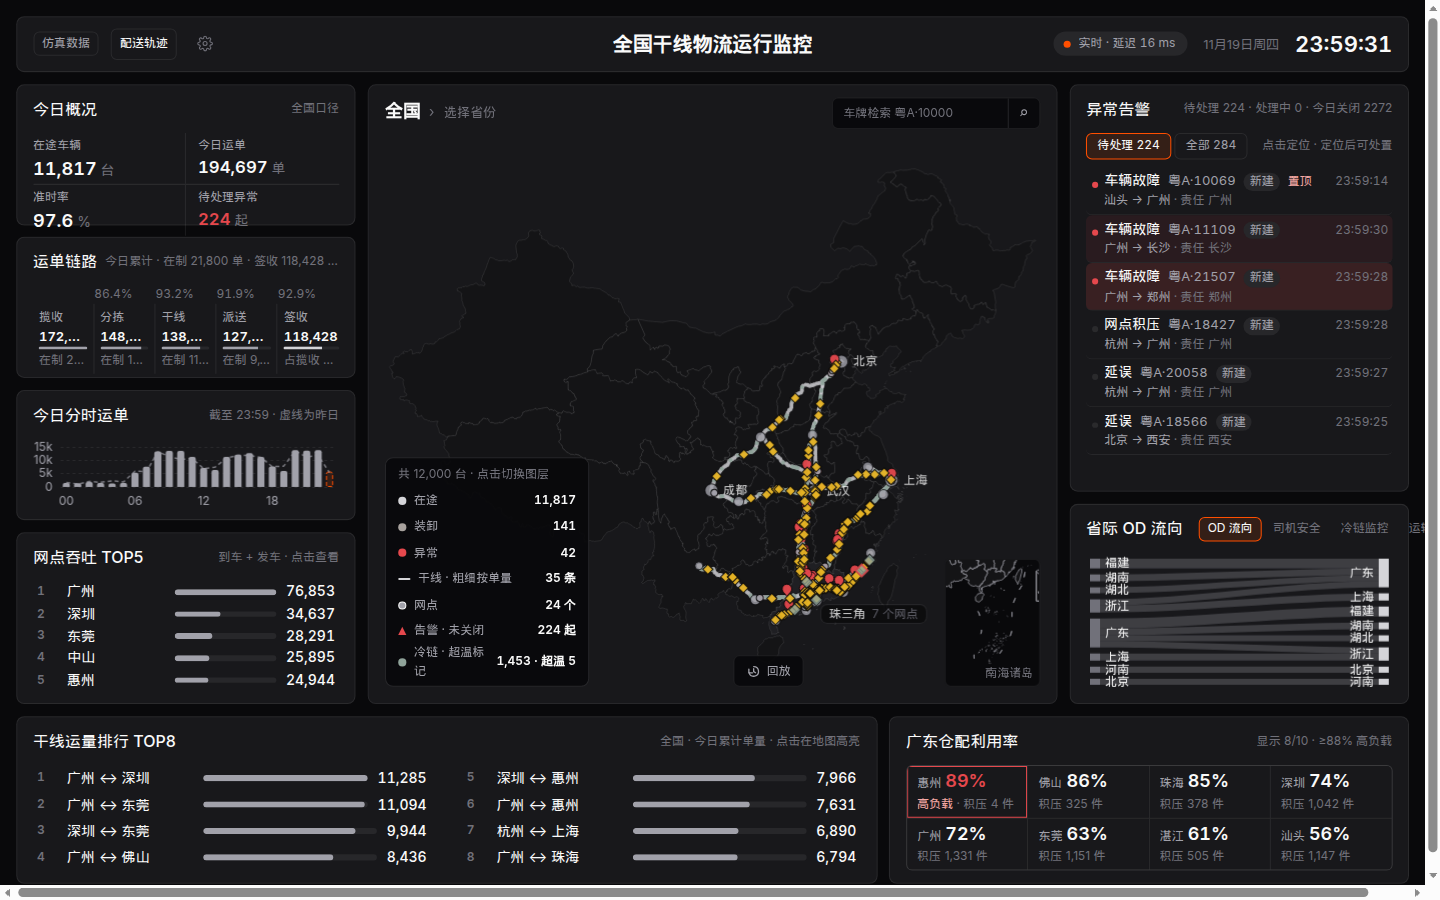 仿真数据 配送轨迹
全国干线物流运行监控
实时 · 延迟 16 ms 11月19日周四 23:59:31
今日概况 全国口径
在途车辆 今日运单
11,817 台 194,697 单
准时率 待处理异常
97.6 % 224 起
运单链路 今日累计 · 在制 21,800 单 · 签收 118,428 ...
86.4% 93.2% 91.9% 92.9%
揽收 分拣 干线 派送 签收
172,... 148,... 138,... 127,... 118,428
在制 2... 在制 1... 在制 11... 在制 9,... 占揽收 ...
今日分时运单 截至 23:59 · 虚线为昨日
15k
10k
5k
0
00 06 12 18
网点吞吐 TOP5 到车 + 发车 · 点击查看
1 广州 76,853
2 深圳 34,637
3 东莞 28,291
4 中山 25,895
5 惠州 24,944
全国 › 选择省份
车牌检索 粤A·10000
北京
上海
成都
武汉
珠三角 7 个网点
南海诸岛
共 12,000 台 · 点击切换图层
在途 11,817
装卸 141
异常 42
干线 · 粗细按单量 35 条
网点 24 个
告警 · 未关闭 224 起
冷链 · 超温标记 1,453 · 超温 5
回放
异常告警 待处理 224 · 处理中 0 · 今日关闭 2272
待处理 224 全部 284 点击定位 · 定位后可处置
车辆故障 粤A·10069 新建 置顶 23:59:14
汕头 → 广州 · 责任 广州
车辆故障 粤A·11109 新建 23:59:30
广州 → 长沙 · 责任 长沙
车辆故障 粤A·21507 新建 23:59:28
广州 → 郑州 · 责任 郑州
网点积压 粤A·18427 新建 23:59:28
杭州 → 广州 · 责任 广州
延误 粤A·20058 新建 23:59:27
杭州 → 广州 · 责任 广州
延误 粤A·18566 新建 23:59:25
北京 → 西安 · 责任 西安
省际 OD 流向 OD 流向 司机安全 冷链监控
福建
湖南
湖北
浙江
广东
上海
河南
北京
广东
上海
福建
湖南
湖北
浙江
北京
河南
干线运量排行 TOP8 全国 · 今日累计单量 · 点击在地图高亮
1 广州 ↔ 深圳 11,285
2 广州 ↔ 东莞 11,094
3 深圳 ↔ 东莞 9,944
4 广州 ↔ 佛山 8,436
5 深圳 ↔ 惠州 7,966
6 广州 ↔ 惠州 7,631
7 杭州 ↔ 上海 6,890
8 广州 ↔ 珠海 6,794
广东仓配利用率 显示 8/10 · ≥88% 高负载
惠州 89% 佛山 86% 珠海 85% 深圳 74%
高负载 · 积压 4 件 积压 325 件 积压 378 件 积压 1,042 件
广州 72% 东莞 63% 湛江 61% 汕头 56%
积压 1,331 件 积压 1,151 件 积压 505 件 积压 1,147 件